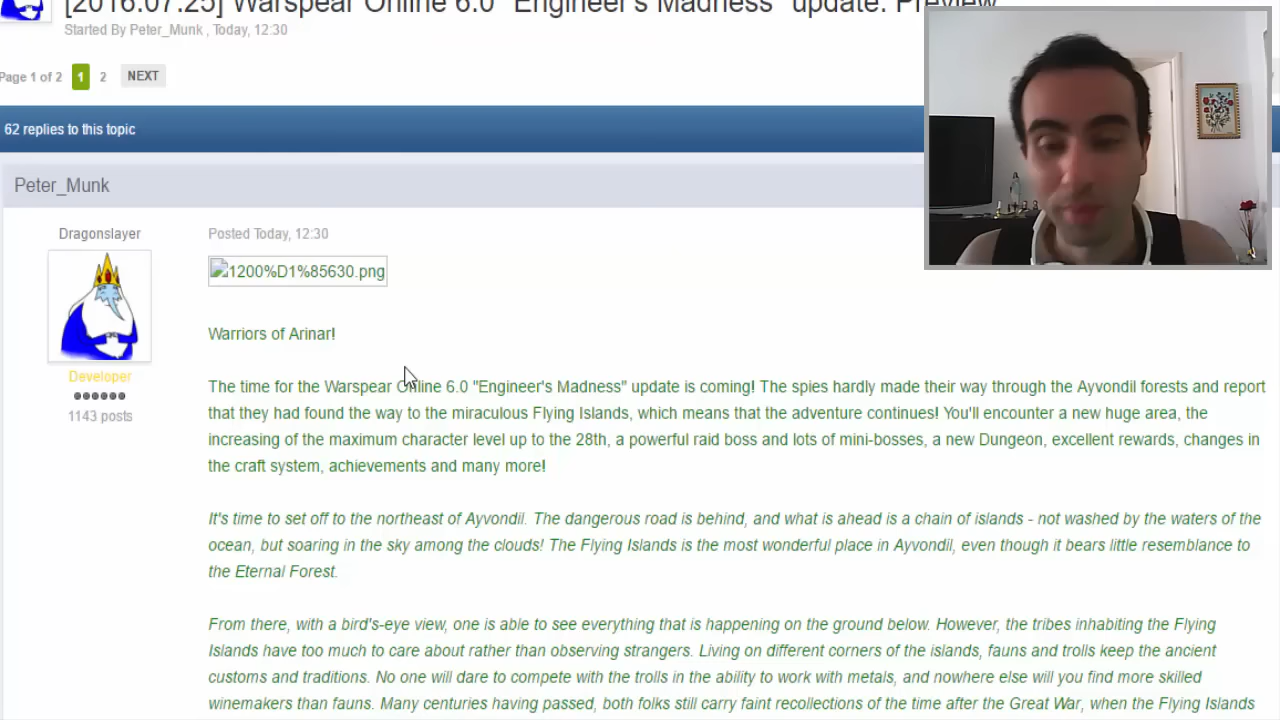 [2016.07.25] Warspear Online 6.0 "Engineer's Madness" update. Preview
Started By Peter_Munk , Today, 12:30
Page 1 of 2 1 2 NEXT
62 replies to this topic
Peter_Munk
Dragonslayer
Developer
1143 posts
Posted Today, 12:30
1200%D1%85630.png
Warriors of Arinar!
The time for the Warspear Online 6.0 "Engineer's Madness" update is coming! The spies hardly made their way through the Ayvondil forests and report
that they had found the way to the miraculous Flying Islands, which means that the adventure continues! You'll encounter a new huge area, the
increasing of the maximum character level up to the 28th, a powerful raid boss and lots of mini-bosses, a new Dungeon, excellent rewards, changes in
the craft system, achievements and many more!
It's time to set off to the northeast of Ayvondil. The dangerous road is behind, and what is ahead is a chain of islands - not washed by the waters of the
ocean, but soaring in the sky among the clouds! The Flying Islands is the most wonderful place in Ayvondil, even though it bears little resemblance to
the Eternal Forest.
From there, with a bird's-eye view, one is able to see everything that is happening on the ground below. However, the tribes inhabiting the Flying
Islands have too much to care about rather than observing strangers. Living on different corners of the islands, fauns and trolls keep the ancient
customs and traditions. No one will dare to compete with the trolls in the ability to work with metals, and nowhere else will you find more skilled
winemakers than fauns. Many centuries having passed, both folks still carry faint recollections of the time after the Great War, when the Flying Islands